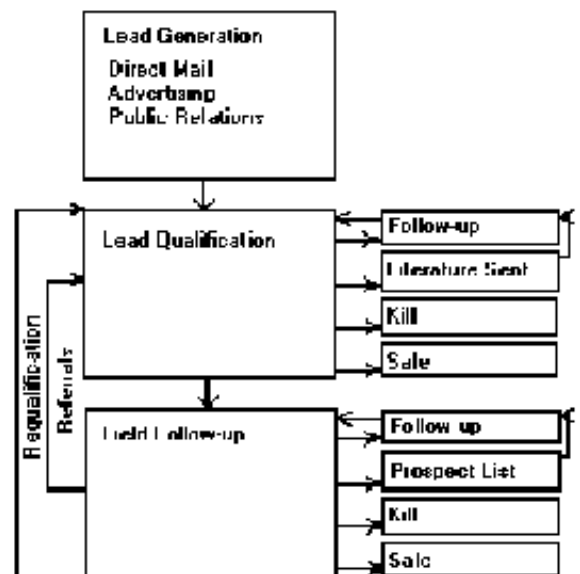 Lead Generation
Direct Mail
Advertising
Public Relations
Lead Qualification
Follow-up
Literature Sent
Kill
Sale
Requalification
Referrals
Field Follow-up
Follow-up
Prospect List
Kill
Sale